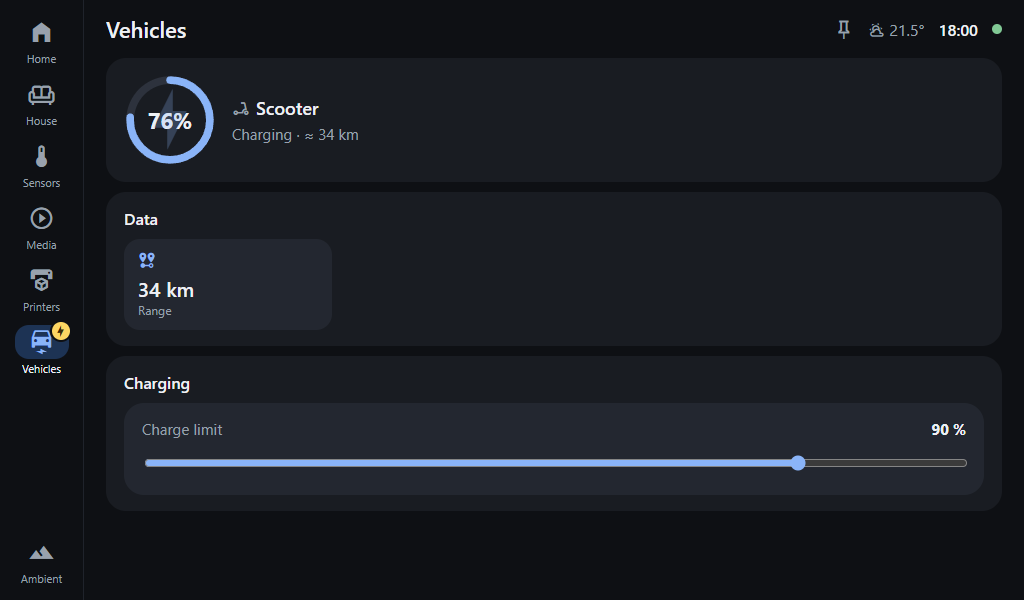 Vehicles
21.5°
18:00
Home
House
Sensors
Media
Printers
Vehicles
Ambient
76%
Scooter
Charging · ≈ 34 km
Data
34 km
Range
Charging
Charge limit
90 %